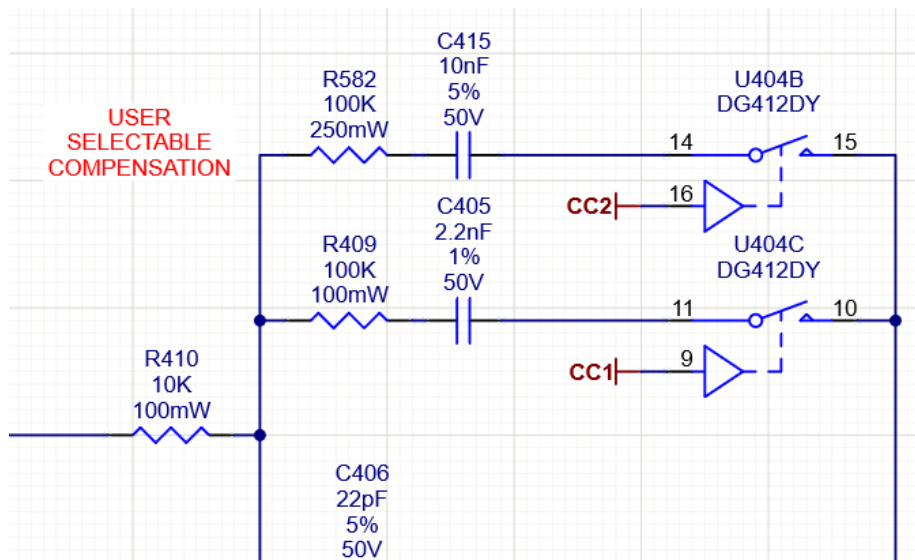 C415
10nF
5%
50V
R582
100K
250mW
U404B
DG412DY
USER
SELECTABLE
COMPENSATION
14
15
CC2
16
C405
2.2nF
1%
50V
R409
100K
100mW
U404C
DG412DY
11
10
CC1
9
R410
10K
100mW
C406
22pF
5%
50V